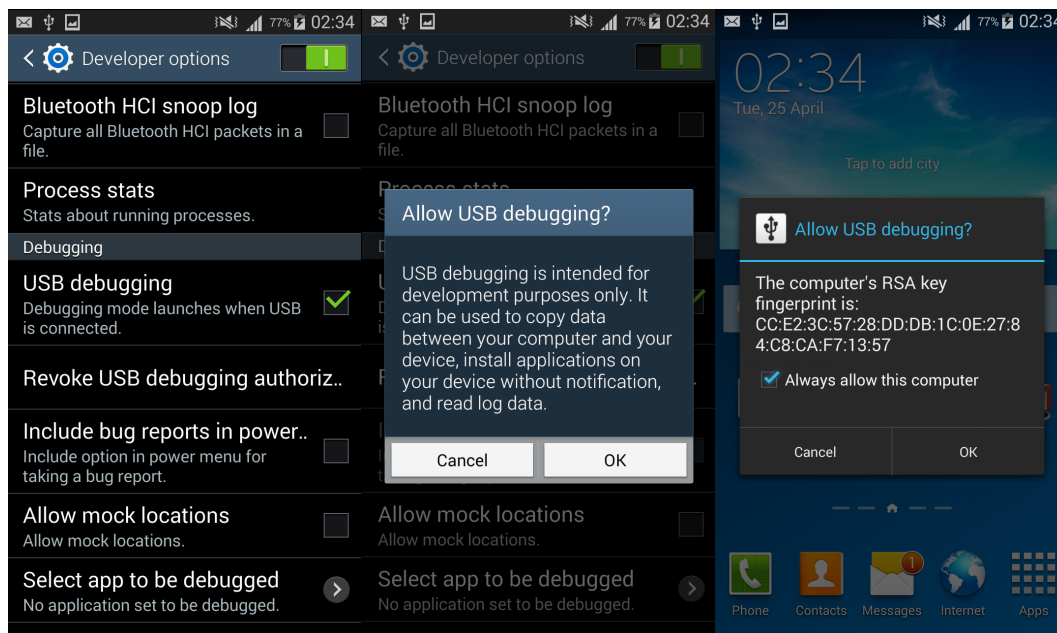 77% 02:34
Developer options
Bluetooth HCI snoop log
Capture all Bluetooth HCI packets in a
file.
Process stats
Stats about running processes.
Debugging
USB debugging
Debugging mode launches when USB
is connected.
Revoke USB debugging authoriz..
Include bug reports in power..
Include option in power menu for
taking a bug report.
Allow mock locations
Allow mock locations.
Select app to be debugged
No application set to be debugged.
77% 02:34
Developer options
Bluetooth HCI snoop log
Capture all Bluetooth HCI packets in a
file.
Process stats
Allow USB debugging?
USB debugging is intended for
development purposes only. It
can be used to copy data
between your computer and your
device, install applications on
your device without notification,
and read log data.
Cancel OK
Allow mock locations
Allow mock locations.
Select app to be debugged
No application set to be debugged.
77% 02:34
02:34
Tue, 25 April
Tap to add city
Allow USB debugging?
The computer's RSA key
fingerprint is:
CC:E2:3C:57:28:DD:DB:1C:0E:27:8
4:C8:CA:F7:13:57
Always allow this computer
Cancel OK
1
Phone Contacts Messages Internet Apps